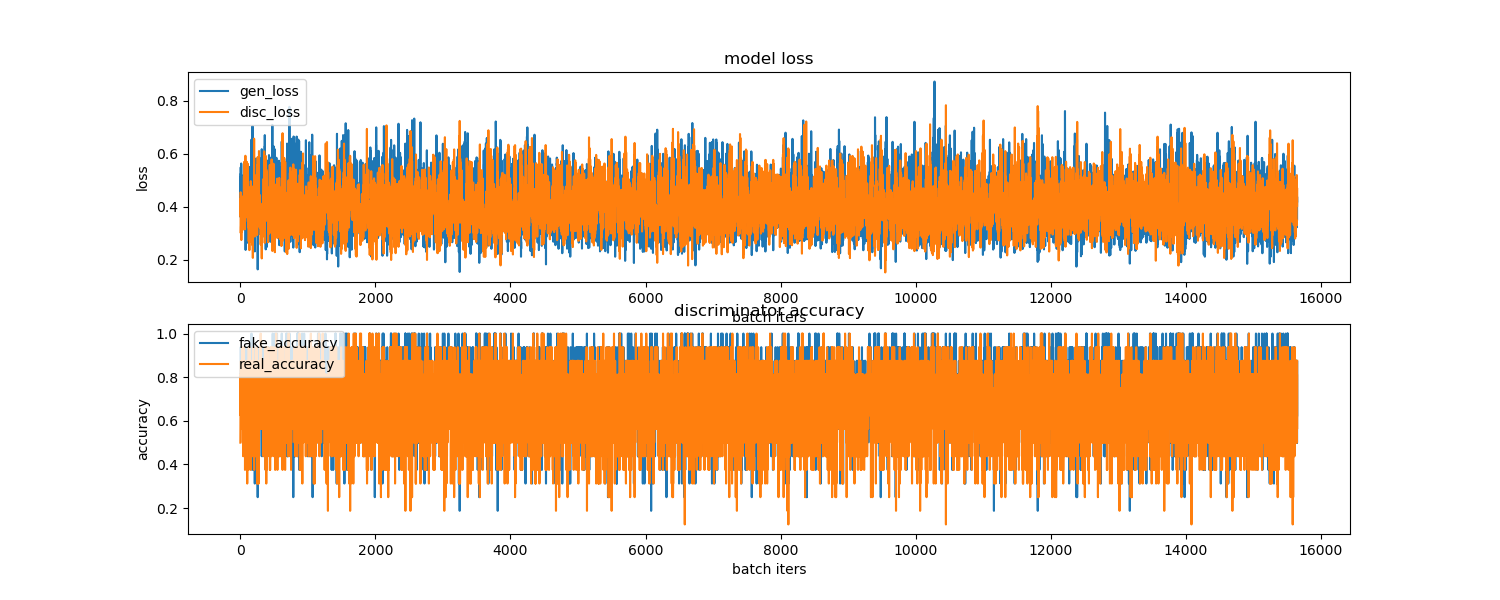 model loss
gen_loss
disc_loss
loss
0.8
0.6
0.4
0.2
0 2000 4000 6000 8000 10000 12000 14000 16000
batch iters
discriminator accuracy
fake_accuracy
real_accuracy
accuracy
1.0
0.8
0.6
0.4
0.2
0 2000 4000 6000 8000 10000 12000 14000 16000
batch iters